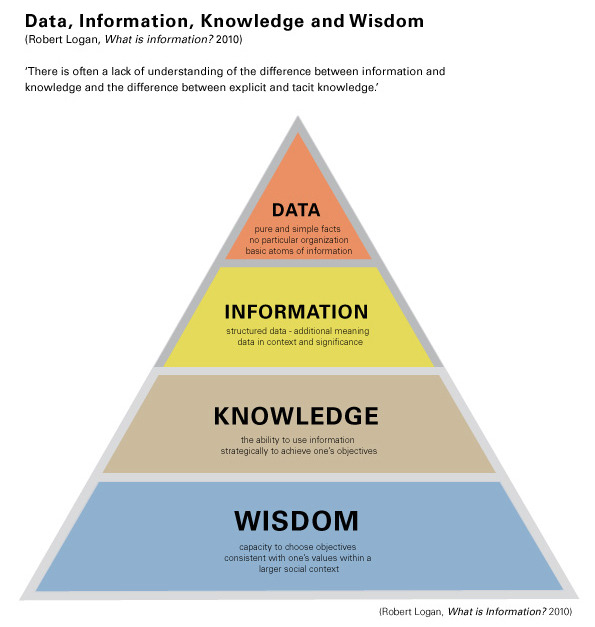 Data, Information, Knowledge and Wisdom
(Robert Logan, What is information? 2010)
‘There is often a lack of understanding of the difference between information and
knowledge and the difference between explicit and tacit knowledge.’
DATA
pure and simple facts
no particular organization
basic atoms of information
INFORMATION
structured data - additional meaning
data in context and significance
KNOWLEDGE
the ability to use information
strategically to achieve one’s objectives
WISDOM
capacity to choose objectives
consistent with one’s values within a
larger social context
(Robert Logan, What is Information? 2010)